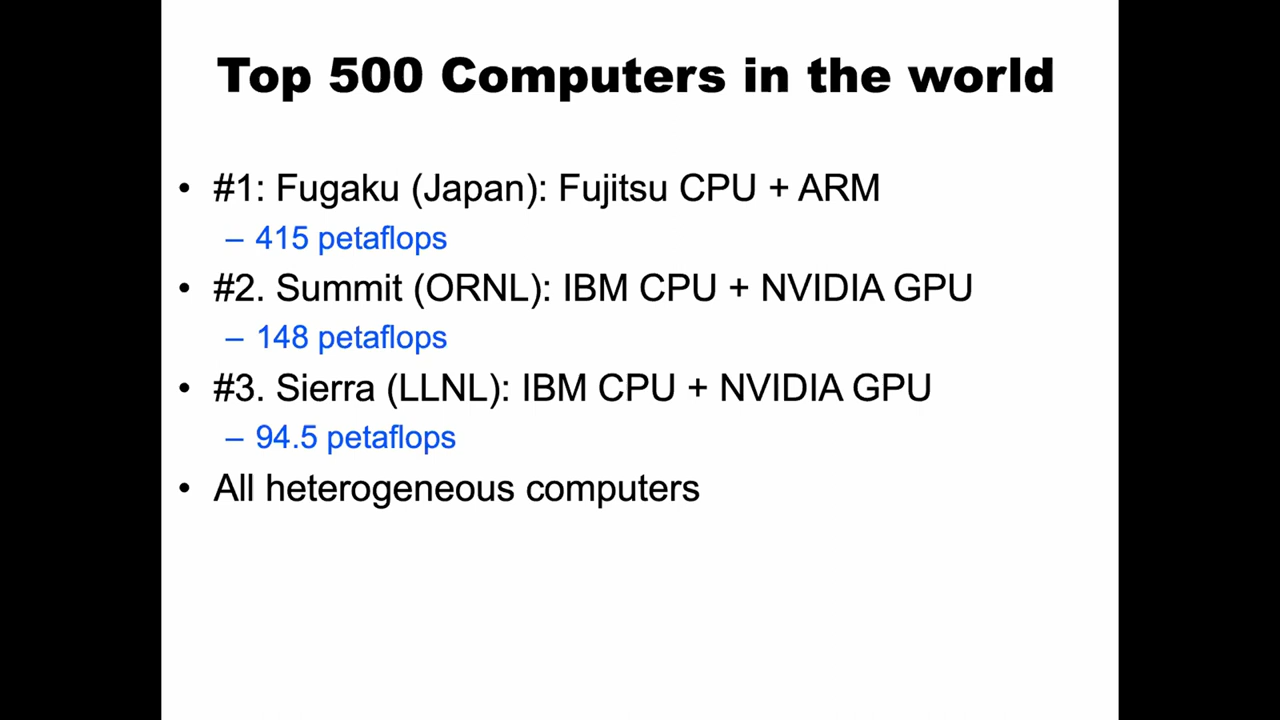 Top 500 Computers in the world
• #1: Fugaku (Japan): Fujitsu CPU + ARM
– 415 petaflops
• #2. Summit (ORNL): IBM CPU + NVIDIA GPU
– 148 petaflops
• #3. Sierra (LLNL): IBM CPU + NVIDIA GPU
– 94.5 petaflops
• All heterogeneous computers